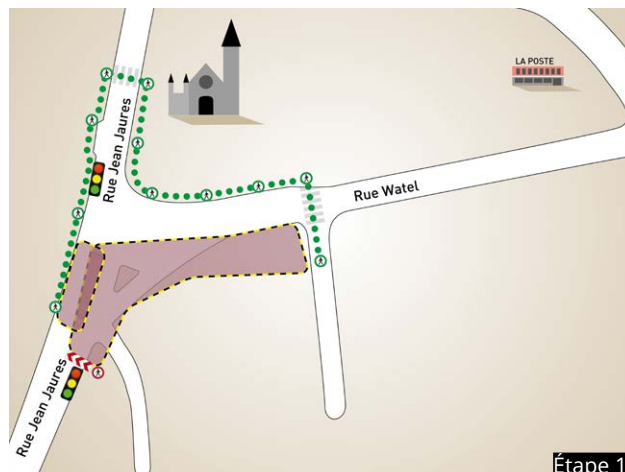 LA POSTE
Rue Jean Jaures
Rue Watel
Rue Jean Jaures
Étape 1